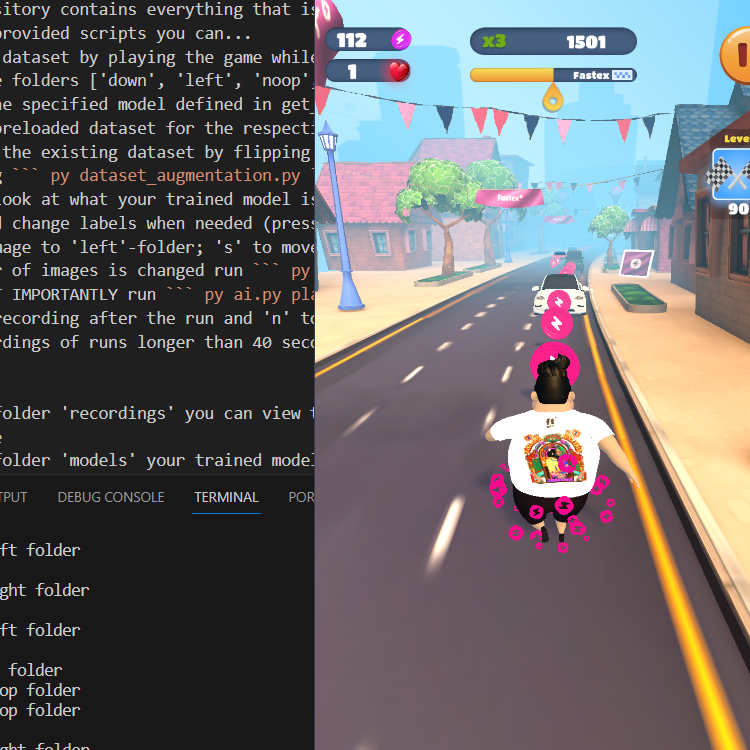 sitory contains everything that is
provided scripts you can...
dataset by playing the game while
e folders ['down', 'left', 'noop'
he specified model defined in get
preloaded dataset for the respecti
the existing dataset by flipping
g ``` py dataset_augmentation.py
look at what your trained model is
d change labels when needed (press
mage to 'left'-folder; 's' to move
r of images is changed run ``` py
T IMPORTANTLY run ``` py ai.py pla
recording after the run and 'n' to
rdings of runs longer than 40 seco
folder 'recordings' you can view t
e
folder 'models' your trained model
TPUT DEBUG CONSOLE TERMINAL POR
ft folder
ght folder
ft folder
folder
op folder
op folder
ght folder
112
1
x3 1501
Fastex
Fastex
Leve
90
ft